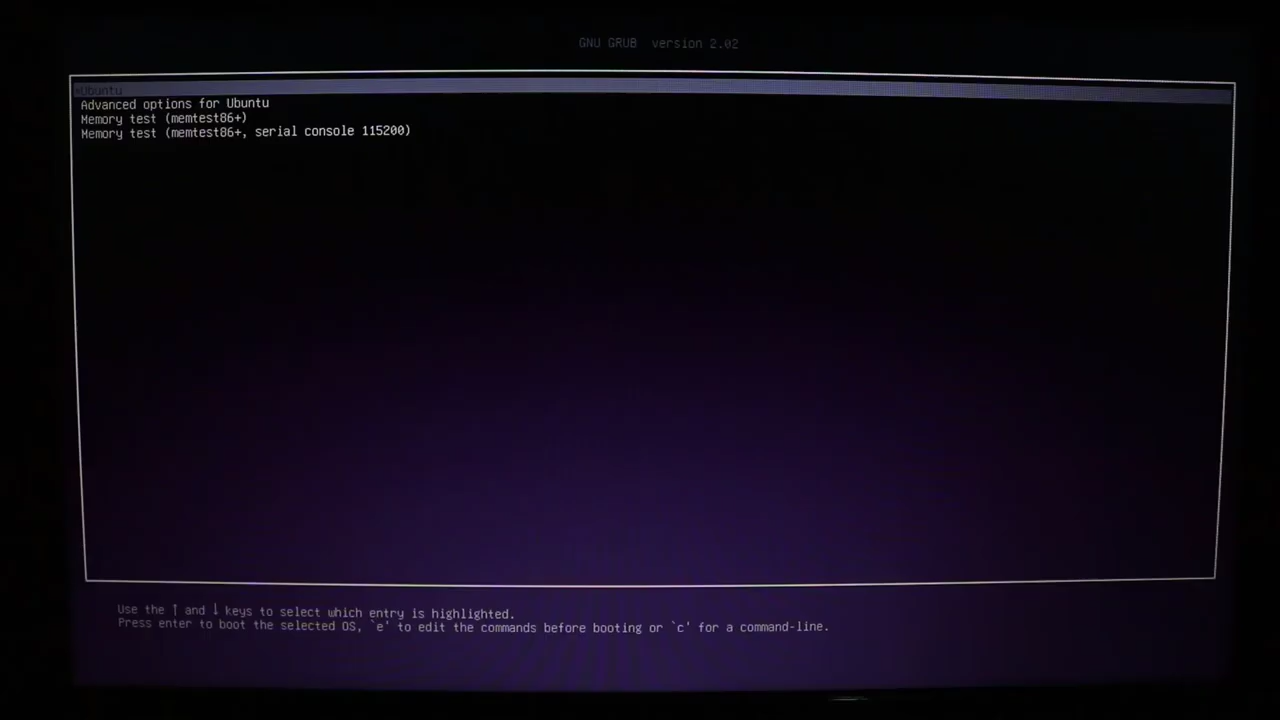 GNU GRUB version 2.02
*Ubuntu
Advanced options for Ubuntu
Memory test (memtest86+)
Memory test (memtest86+, serial console 115200)
Use the ↑ and ↓ keys to select which entry is highlighted.
Press enter to boot the selected OS, `e' to edit the commands before booting or `c' for a command-line.